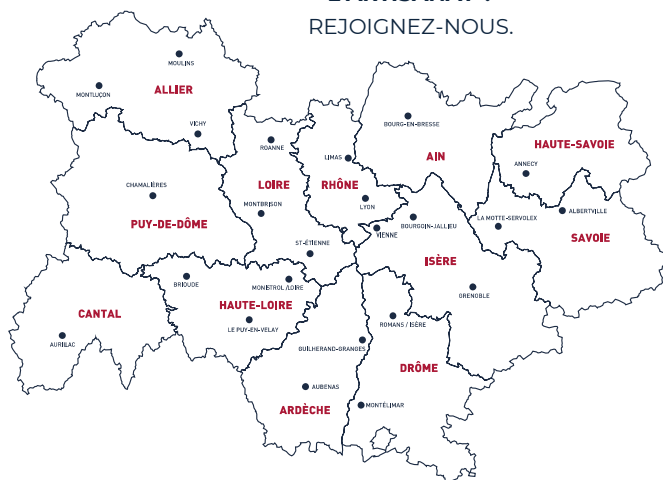 REJOIGNEZ-NOUS.
MOULINS
MONTLUÇON
ALLIER
VICHY
BOURG-EN-BRESSE
ROANNE
LIMAS
AIN
HAUTE-SAVOIE
ANNECY
CHAMALIÈRES
LOIRE
RHÔNE
MONTBRISON
LYON
PUY-DE-DÔME
VIENNE
BOURGOIN-JALLIEU
LA MOTTE-SERVOLEX
ALBERTVILLE
SAVOIE
ST-ÉTIENNE
ISÈRE
BRIOUDE
MONISTROL /LOIRE
GRENOBLE
CANTAL
HAUTE-LOIRE
LE PUY-EN-VELAY
ROMANS / ISÈRE
AURILLAC
GUILHERAND-GRANGES
DRÔME
AUBENAS
ARDÈCHE
MONTÉLIMAR